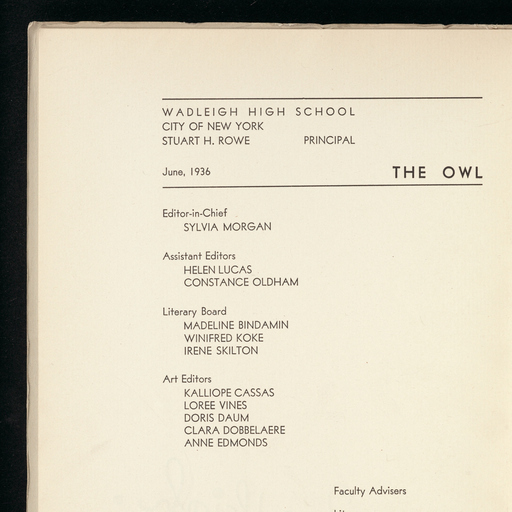 WADLEIGH HIGH SCHOOL
CITY OF NEW YORK
STUART H. ROWE PRINCIPAL
June, 1936 THE OWL
Editor-in-Chief
SYLVIA MORGAN
Assistant Editors
HELEN LUCAS
CONSTANCE OLDHAM
Literary Board
MADELINE BINDAMIN
WINIFRED KOKE
IRENE SKILTON
Art Editors
KALLIOPE CASSAS
LOREE VINES
DORIS DAUM
CLARA DOBBELAERE
ANNE EDMONDS
Faculty Advisers